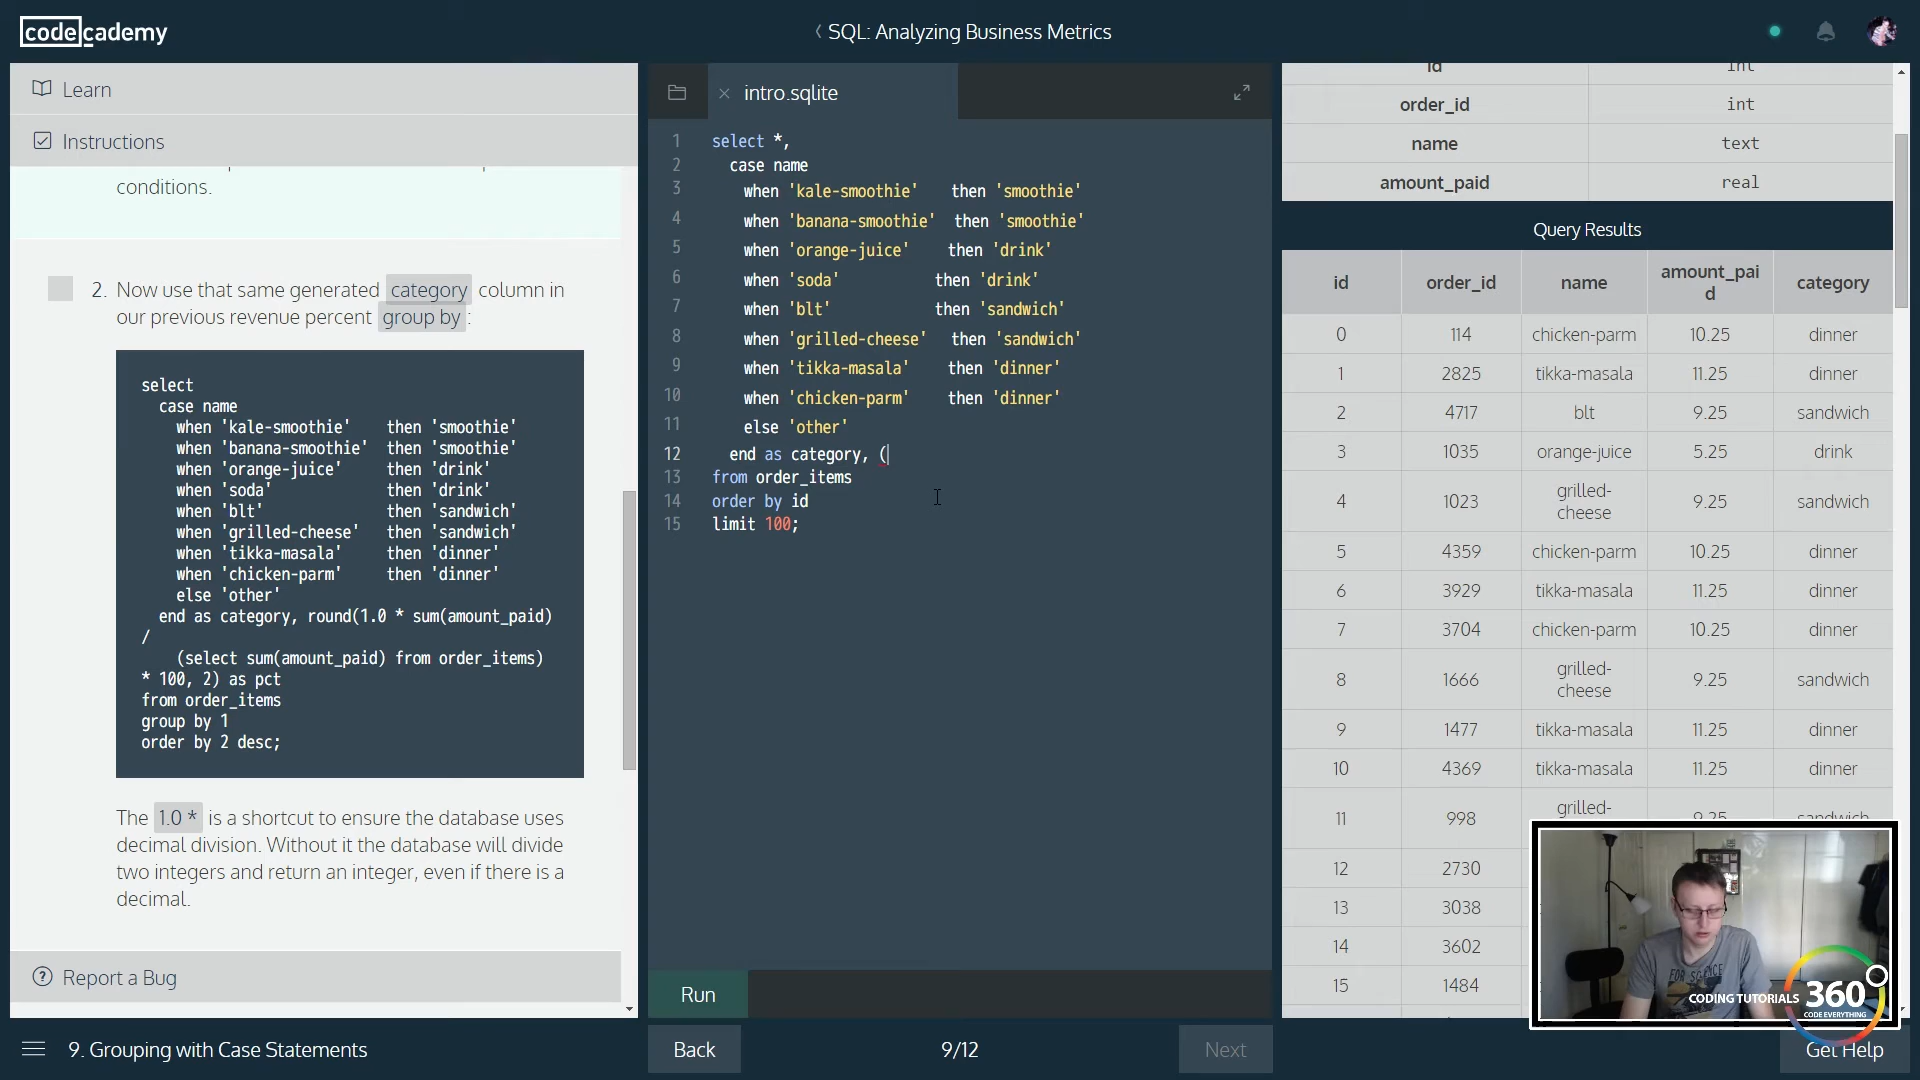 codecademy
SQL: Analyzing Business Metrics
Learn
Instructions
conditions.
2. Now use that same generated category column in
our previous revenue percent group by :
select
case name
when 'kale-smoothie' then 'smoothie'
when 'banana-smoothie' then 'smoothie'
when 'orange-juice' then 'drink'
when 'soda' then 'drink'
when 'blt' then 'sandwich'
when 'grilled-cheese' then 'sandwich'
when 'tikka-masala' then 'dinner'
when 'chicken-parm' then 'dinner'
else 'other'
end as category, round(1.0 * sum(amount_paid)
/
(select sum(amount_paid) from order_items)
* 100, 2) as pct
from order_items
group by 1
order by 2 desc;
The 1.0 * is a shortcut to ensure the database uses
decimal division. Without it the database will divide
two integers and return an integer, even if there is a
decimal.
Report a Bug
intro.sqlite
1 select *,
2 case name
3 when 'kale-smoothie' then 'smoothie'
4 when 'banana-smoothie' then 'smoothie'
5 when 'orange-juice' then 'drink'
6 when 'soda' then 'drink'
7 when 'blt' then 'sandwich'
8 when 'grilled-cheese' then 'sandwich'
9 when 'tikka-masala' then 'dinner'
10 when 'chicken-parm' then 'dinner'
11 else 'other'
12 end as category, (
13 from order_items
14 order by id
15 limit 100;
Run
id int
order_id int
name text
amount_paid real
Query Results
id order_id name amount_pai
d category
0 114 chicken-parm 10.25 dinner
1 2825 tikka-masala 11.25 dinner
2 4717 blt 9.25 sandwich
3 1035 orange-juice 5.25 drink
4 1023 grilled-
cheese 9.25 sandwich
5 4359 chicken-parm 10.25 dinner
6 3929 tikka-masala 11.25 dinner
7 3704 chicken-parm 10.25 dinner
8 1666 grilled-
cheese 9.25 sandwich
9 1477 tikka-masala 11.25 dinner
10 4369 tikka-masala 11.25 dinner
11 998 grilled- 9.25 sandwich
12 2730
13 3038
14 3602
15 1484
FOR SCIENCE
CODING TUTORIALS 360°
CODE EVERYTHING
9. Grouping with Case Statements
Back
9/12
Next
Get Help